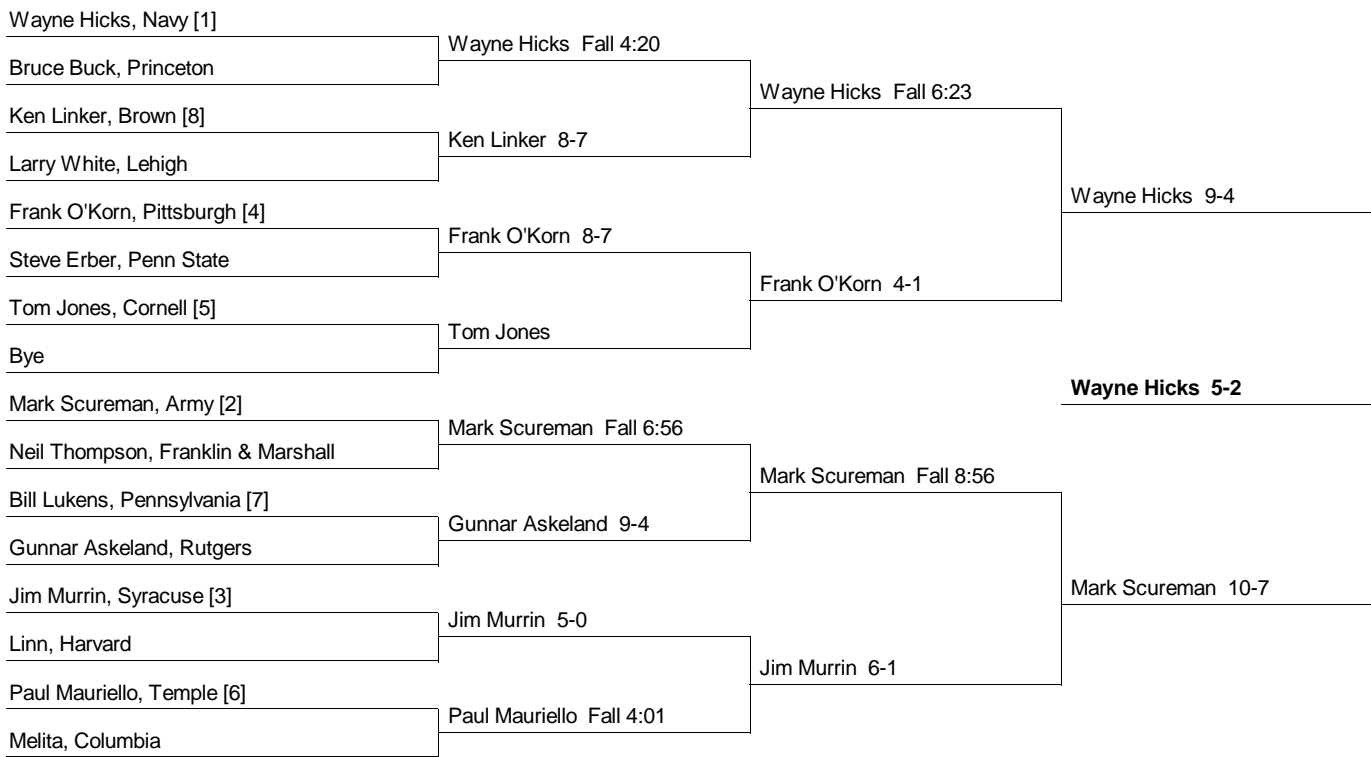 Wayne Hicks, Navy [1]
Bruce Buck, Princeton
Ken Linker, Brown [8]
Larry White, Lehigh
Frank O'Korn, Pittsburgh [4]
Steve Erber, Penn State
Tom Jones, Cornell [5]
Bye
Mark Scureman, Army [2]
Neil Thompson, Franklin & Marshall
Bill Lukens, Pennsylvania [7]
Gunnar Askeland, Rutgers
Jim Murrin, Syracuse [3]
Linn, Harvard
Paul Mauriello, Temple [6]
Melita, Columbia
Wayne Hicks Fall 4:20
Ken Linker 8-7
Frank O'Korn 8-7
Tom Jones
Mark Scureman Fall 6:56
Gunnar Askeland 9-4
Jim Murrin 5-0
Paul Mauriello Fall 4:01
Wayne Hicks Fall 6:23
Frank O'Korn 4-1
Mark Scureman Fall 8:56
Jim Murrin 6-1
Wayne Hicks 9-4
Wayne Hicks 5-2
Mark Scureman 10-7